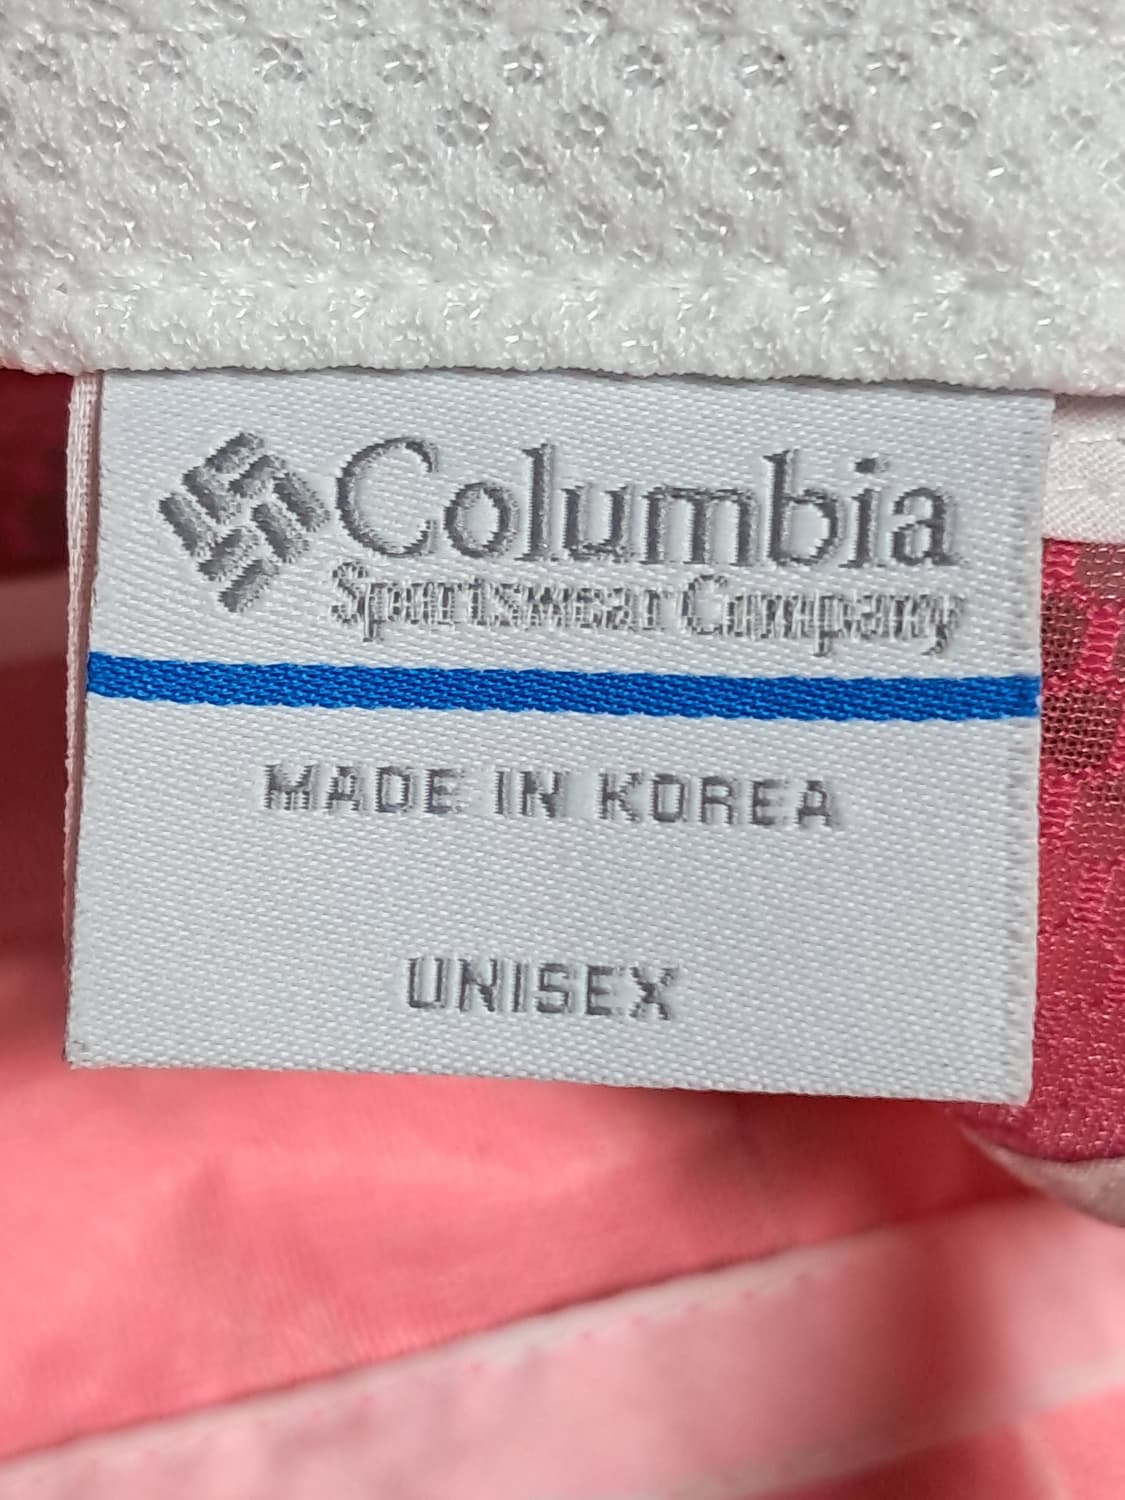 Columbia
Sportswear Company
MADE IN KOREA
UNISEX